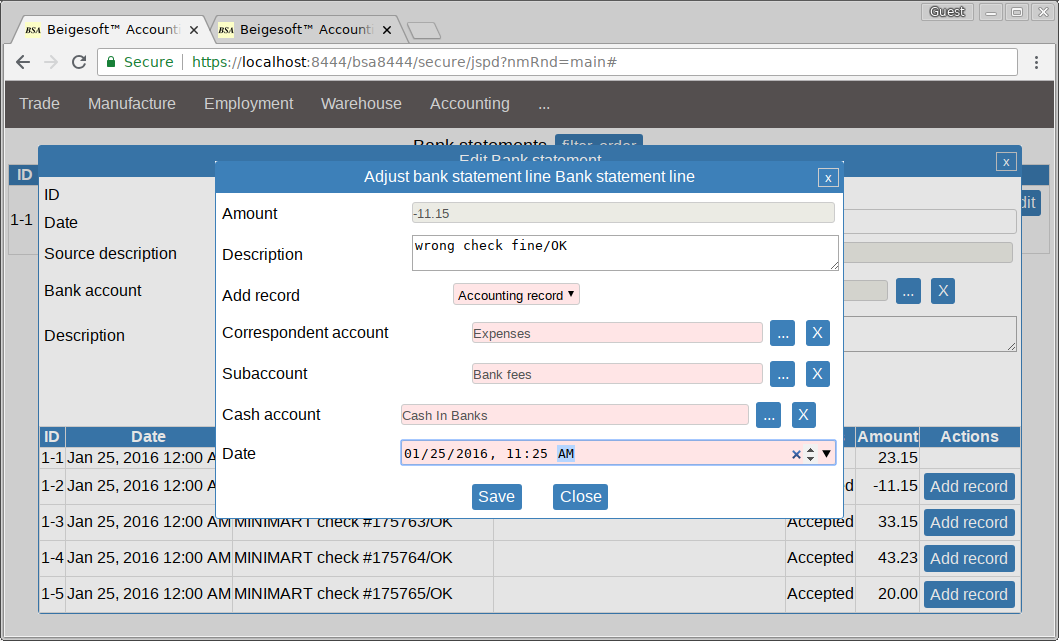 Guest
BSA Beigesoft™ Accounti
BSA Beigesoft™ Accounti
Secure https://localhost:8444/bsa8444/secure/jspd?nmRnd=main#
Trade Manufacture Employment Warehouse Accounting ...
Bank statements filter-order
Edit Bank statement x
ID
1-1
dit
ID
Date
Source description
Bank account ... X
Description
Adjust bank statement line Bank statement line x
Amount -11.15
Description wrong check fine/OK
Add record Accounting record
Correspondent account Expenses ... X
Subaccount Bank fees ... X
Cash account Cash In Banks ... X
Date 01/25/2016, 11:25 AM
Save Close
ID Date Amount Actions
1-1 Jan 25, 2016 12:00 A 23.15
1-2 Jan 25, 2016 12:00 A d -11.15 Add record
1-3 Jan 25, 2016 12:00 AM MINIMART check #175763/OK Accepted 33.15 Add record
1-4 Jan 25, 2016 12:00 AM MINIMART check #175764/OK Accepted 43.23 Add record
1-5 Jan 25, 2016 12:00 AM MINIMART check #175765/OK Accepted 20.00 Add record